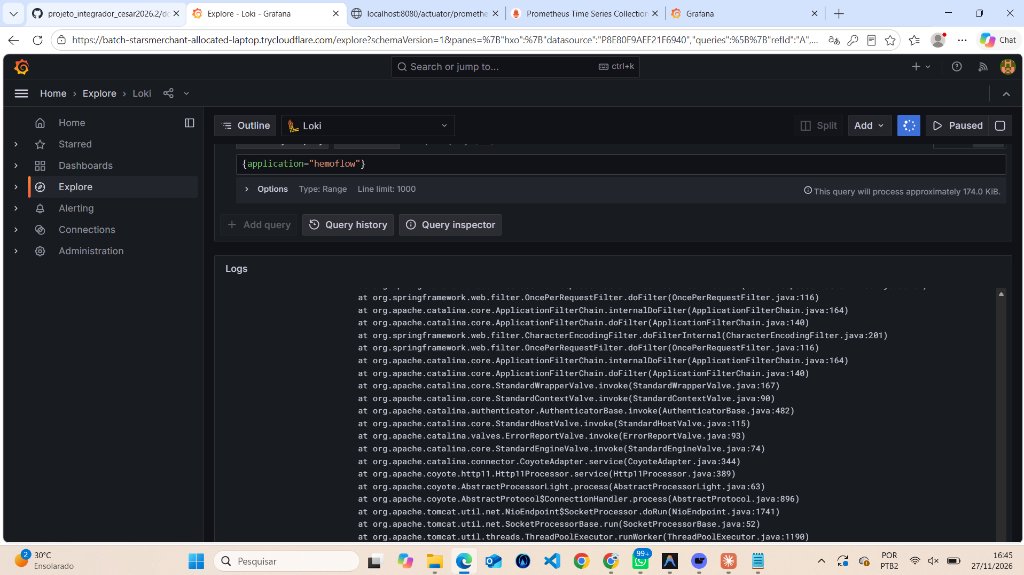 projeto_integrador_cesar2026.2/dc
Explore - Loki - Grafana
localhost:8080/actuator/promethe
Prometheus Time Series Collection
Grafana
https://batch-starsmerchant-allocated-laptop.trycloudflare.com/explore?schemaVersion=1&panes=%7B"hxo":%7B"datasource":"P8E80F9AEF21F6940","queries":%5B%7B"refId":"A",...
Chat
Search or jump to...
ctrl+k
Home › Explore › Loki
Home
Starred
Dashboards
Explore
Alerting
Connections
Administration
Outline
Loki
Split
Add
Paused
{application="hemoflow"}
Options Type: Range Line limit: 1000
This query will process approximately 174.0 KiB.
Add query
Query history
Query inspector
Logs
at org.springframework.web.filter.OncePerRequestFilter.doFilter(OncePerRequestFilter.java:116)
at org.apache.catalina.core.ApplicationFilterChain.internalDoFilter(ApplicationFilterChain.java:164)
at org.apache.catalina.core.ApplicationFilterChain.doFilter(ApplicationFilterChain.java:140)
at org.springframework.web.filter.CharacterEncodingFilter.doFilterInternal(CharacterEncodingFilter.java:201)
at org.springframework.web.filter.OncePerRequestFilter.doFilter(OncePerRequestFilter.java:116)
at org.apache.catalina.core.ApplicationFilterChain.internalDoFilter(ApplicationFilterChain.java:164)
at org.apache.catalina.core.ApplicationFilterChain.doFilter(ApplicationFilterChain.java:140)
at org.apache.catalina.core.StandardWrapperValve.invoke(StandardWrapperValve.java:167)
at org.apache.catalina.core.StandardContextValve.invoke(StandardContextValve.java:90)
at org.apache.catalina.authenticator.AuthenticatorBase.invoke(AuthenticatorBase.java:482)
at org.apache.catalina.core.StandardHostValve.invoke(StandardHostValve.java:115)
at org.apache.catalina.valves.ErrorReportValve.invoke(ErrorReportValve.java:93)
at org.apache.catalina.core.StandardEngineValve.invoke(StandardEngineValve.java:74)
at org.apache.catalina.connector.CoyoteAdapter.service(CoyoteAdapter.java:344)
at org.apache.coyote.http11.Http11Processor.service(Http11Processor.java:389)
at org.apache.coyote.AbstractProcessorLight.process(AbstractProcessorLight.java:63)
at org.apache.coyote.AbstractProtocol$ConnectionHandler.process(AbstractProtocol.java:896)
at org.apache.tomcat.util.net.NioEndpoint$SocketProcessor.doRun(NioEndpoint.java:1741)
at org.apache.tomcat.util.net.SocketProcessorBase.run(SocketProcessorBase.java:52)
at org.apache.tomcat.util.threads.ThreadPoolExecutor.runWorker(ThreadPoolExecutor.java:1190)
30°C
Ensolarado
Pesquisar
99+
POR
PTB2
16:45
27/11/2026